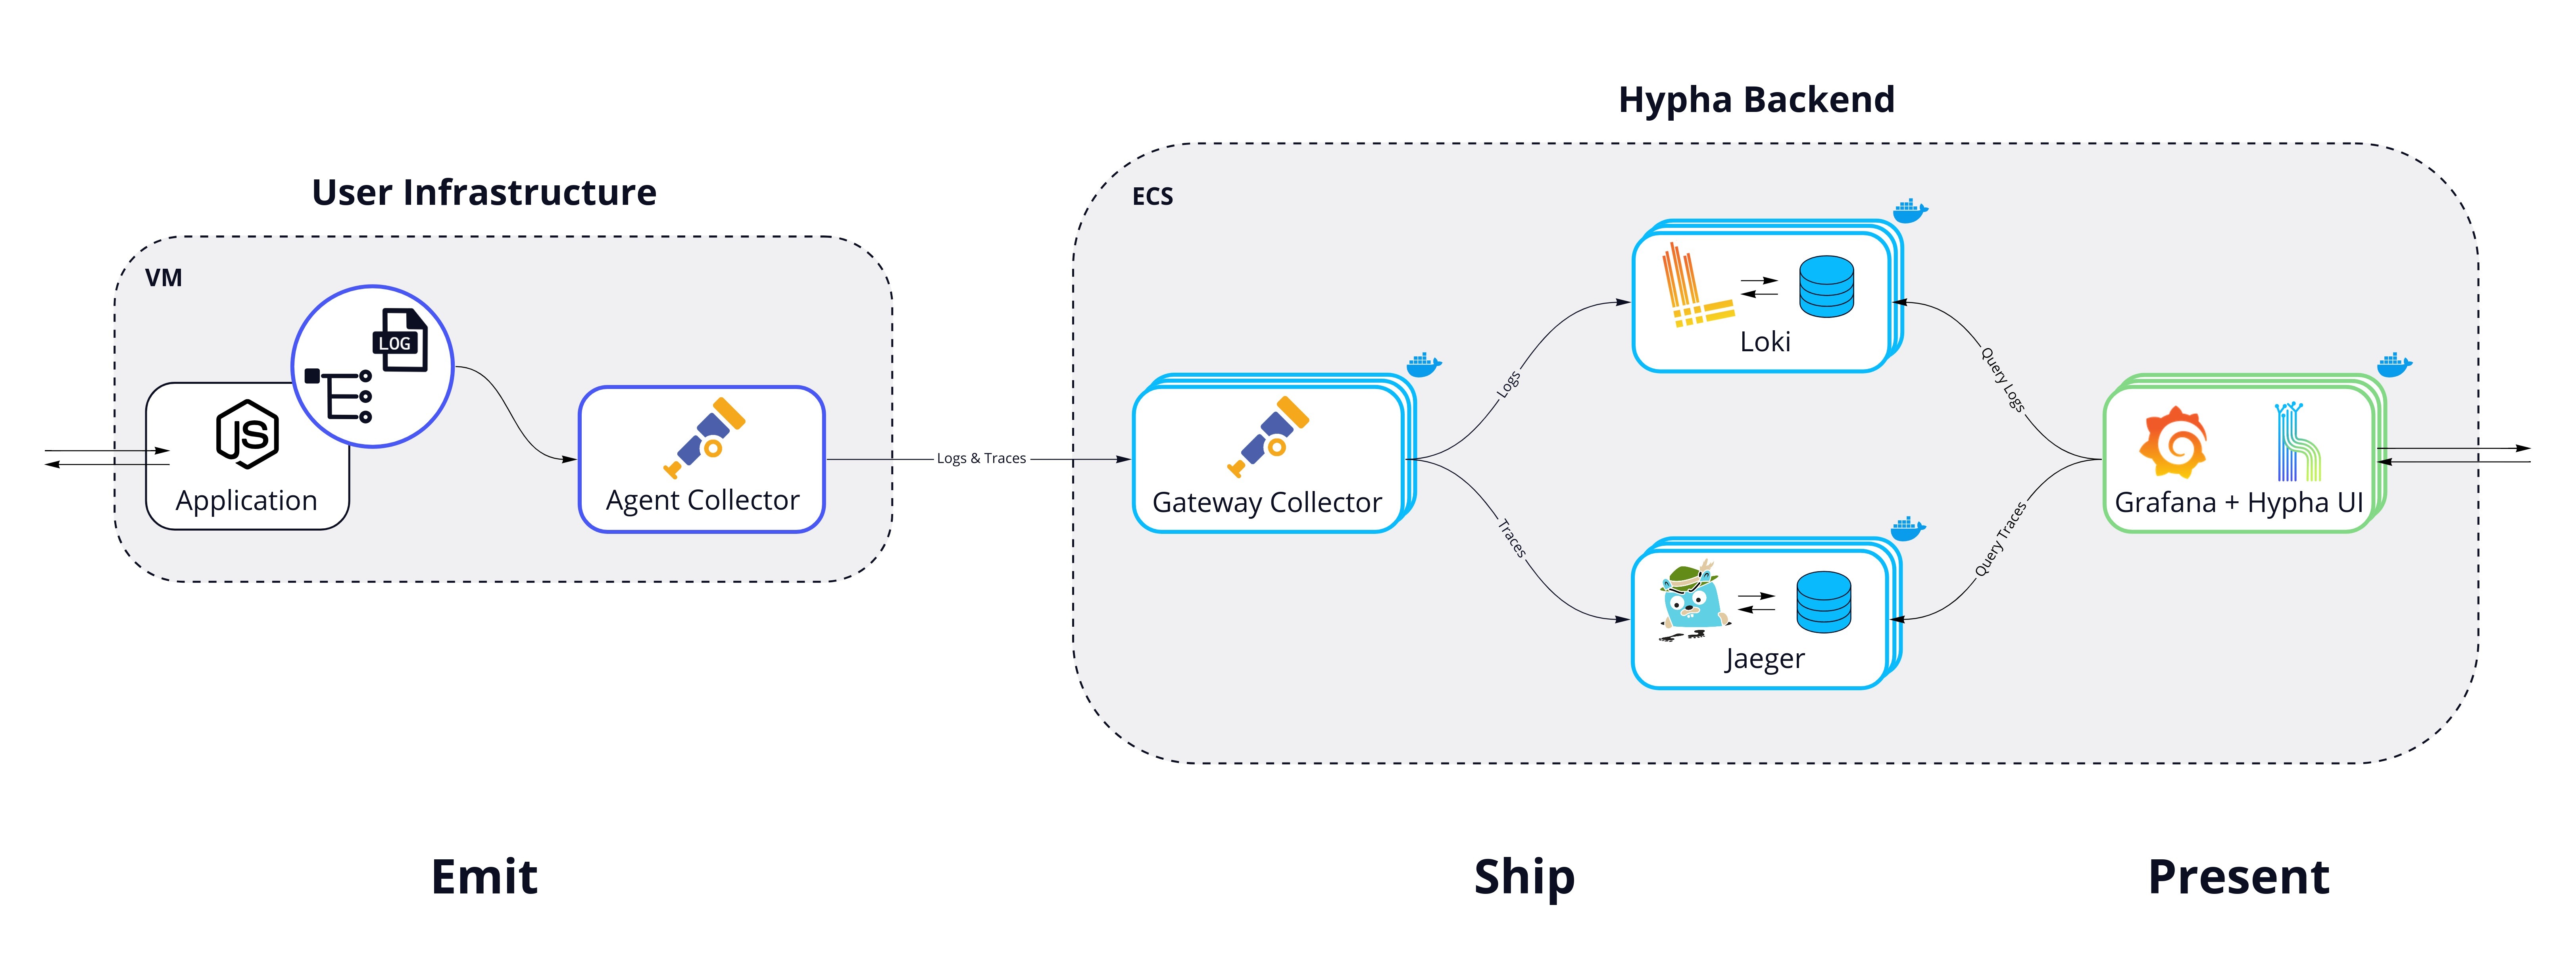 Hypha Backend
User Infrastructure
ECS
VM
LOG
JS
Application
Agent Collector
Logs & Traces
Gateway Collector
Logs
Traces
Loki
Jaeger
Query Logs
Query Traces
Grafana + Hypha UI
Emit
Ship
Present